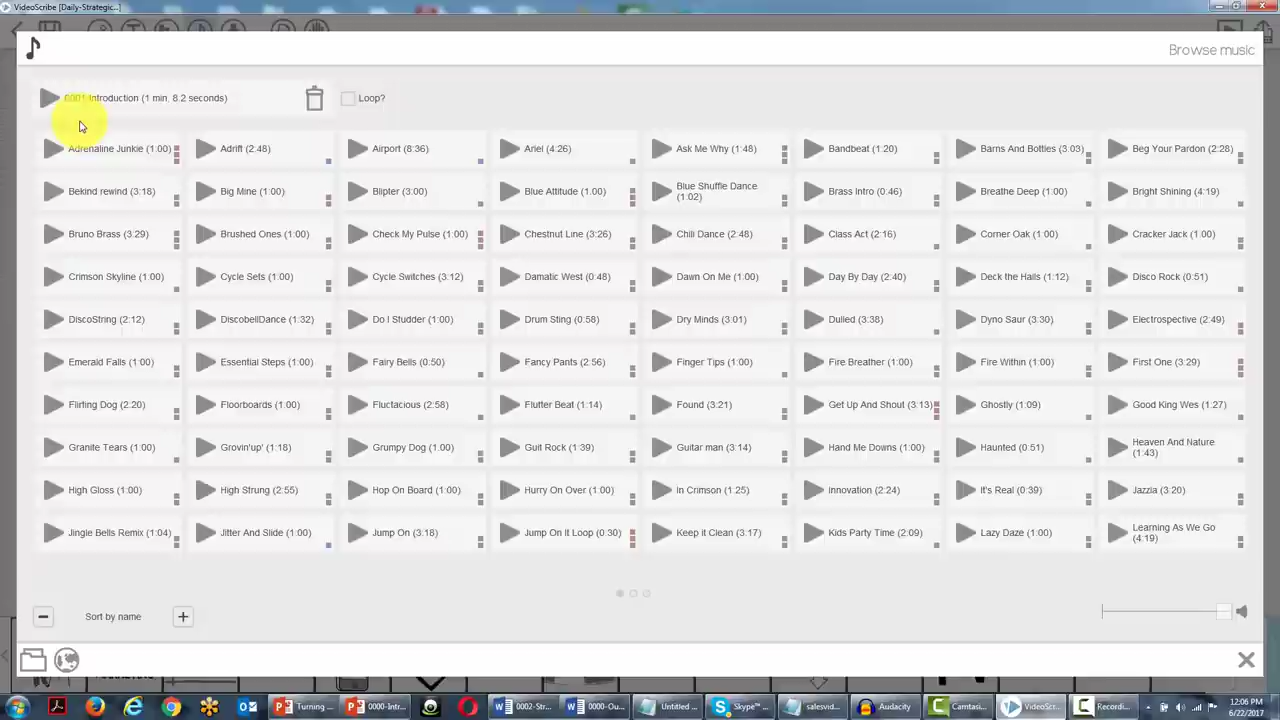 VideoScribe [Daily-Strategic..]
Browse music
0001 Introduction (1 min, 8.2 seconds)
Loop?
Adrenaline Junkie (1:00)
Adrift (2:48)
Airport (8:36)
Ariel (4:26)
Ask Me Why (1:48)
Bandbeat (1:20)
Barns And Botties (3:03)
Beg Your Pardon (2:28)
Bekind rewind (3:18)
Big Mine (1:00)
Blipter (3:00)
Blue Attitude (1:00)
Blue Shuffle Dance
(1:02)
Brass Intro (0:46)
Breathe Deep (1:00)
Bright Shining (4:19)
Bruno Brass (3:29)
Brushed Ones (1:00)
Check My Pulse (1:00)
Chestnut Line (3:26)
Chili Dance (2:48)
Class Act (2:16)
Corner Oak (1:00)
Cracker Jack (1:00)
Crimson Skyline (1:00)
Cycle Sets (1:00)
Cycle Switches (3:12)
Damatic West (0:48)
Dawn On Me (1:00)
Day By Day (2:40)
Deck the Halls (1:12)
Disco Rock (0:51)
DiscoString (2:12)
DiscobellDance (1:32)
Do I Studder (1:00)
Drum Sting (0:58)
Dry Minds (3:01)
Dulled (3:38)
Dyno Saur (3:30)
Electrospective (2:49)
Emerald Falls (1:00)
Essential Steps (1:00)
Fairy Bells (0:50)
Fancy Pants (2:56)
Finger Tips (1:00)
Fire Breather (1:00)
Fire Within (1:00)
First One (3:29)
Flirting Dog (2:20)
Floorboards (1:00)
Fluctacious (2:58)
Flutter Beat (1:14)
Found (3:21)
Get Up And Shout (3:13)
Ghostly (1:09)
Good King Wes (1:27)
Granite Tears (1:00)
Grovin'up' (1:18)
Grumpy Dog (1:00)
Guit Rock (1:39)
Guitar man (3:14)
Hand Me Downs (1:00)
Haunted (0:51)
Heaven And Nature
(1:43)
High Gloss (1:00)
High Strung (2:55)
Hop On Board (1:00)
Hurry On Over (1:00)
In Crimson (1:25)
Innovation (2:24)
It's Real (0:39)
Jazzia (3:28)
Jingle Bells Remix (1:04)
Jitter And Slide (1:00)
Jump On (3:18)
Jump On It Loop (0:30)
Keep it Clean (3:17)
Kids Party Time (2:09)
Lazy Daze (1:00)
Learning As We Go
(4:19)
Sort by name
Turning ...
0000-Intr...
0002-Str...
0000-Ou...
Untitled ...
Skype™ ...
salesvid...
Audacity
Camtasi...
VideoScr...
Recordi...
12:06 PM
6/22/2017